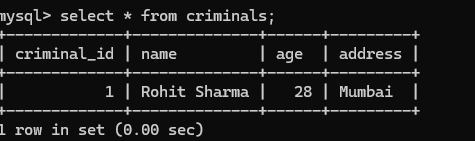 mysql> select * from criminals;
+-------------+--------------+------+---------+
| criminal_id | name         | age  | address |
+-------------+--------------+------+---------+
|           1 | Rohit Sharma |   28 | Mumbai  |
+-------------+--------------+------+---------+
1 row in set (0.00 sec)